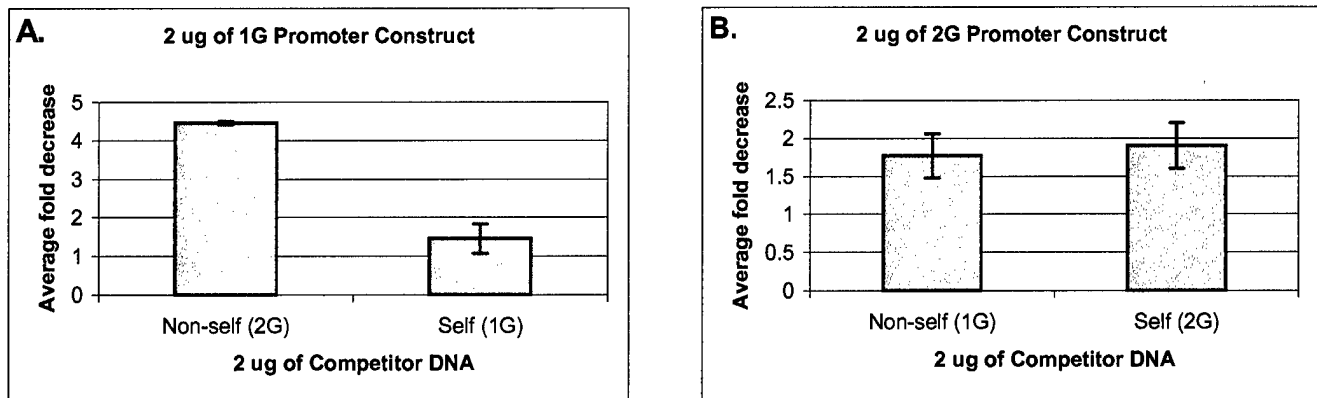 A.
2 ug of 1G Promoter Construct
Average fold decrease
5
4
3
2
1
0
Non-self (2G)
Self (1G)
2 ug of Competitor DNA
B.
2 ug of 2G Promoter Construct
Average fold decrease
2.5
2
1.5
1
0.5
0
Non-self (1G)
Self (2G)
2 ug of Competitor DNA